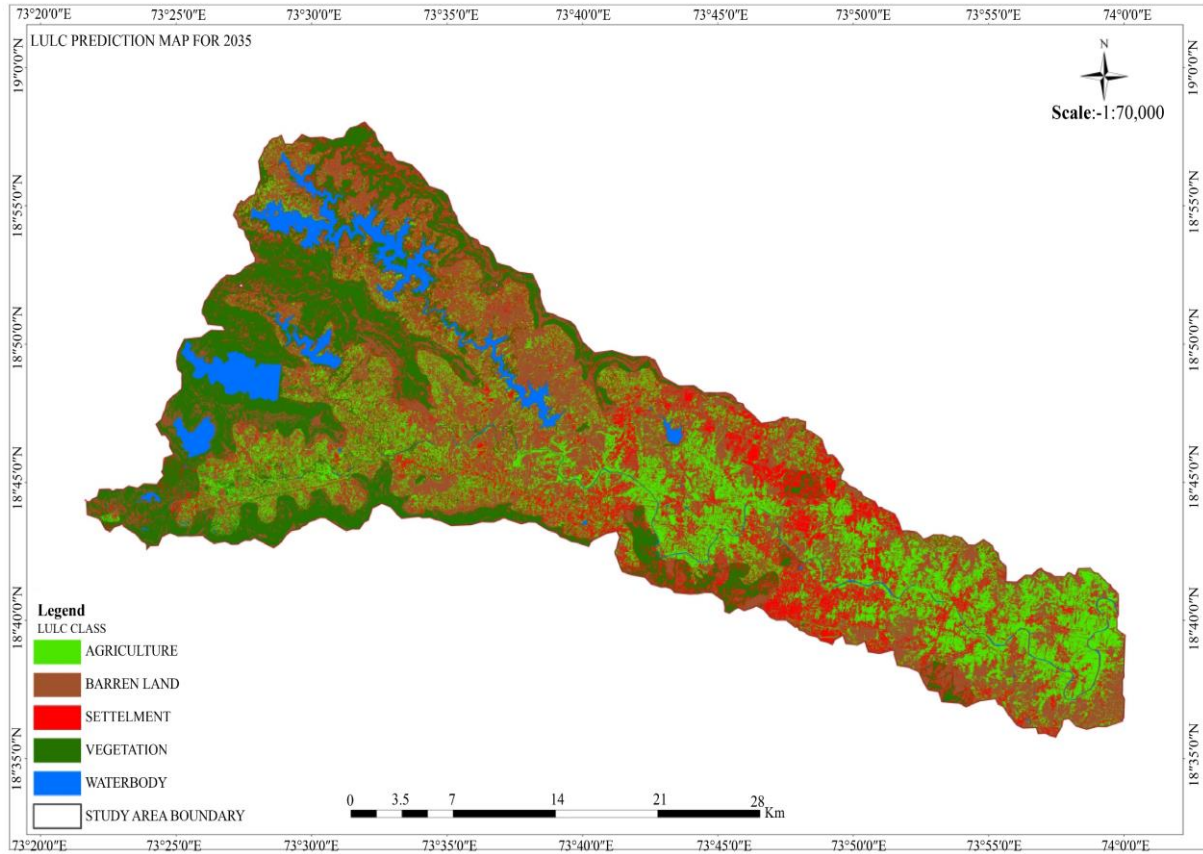 73°20'0"E 73°25'0"E 73°30'0"E 73°35'0"E 73°40'0"E 73°45'0"E 73°50'0"E 73°55'0"E 74°0'0"E
LULC PREDICTION MAP FOR 2035
N
Scale:-1:70,000
19°0'0"N
18°55'0"N
18°50'0"N
18°45'0"N
18°40'0"N
18°35'0"N
19°0'0"N
18°55'0"N
18°50'0"N
18°45'0"N
18°40'0"N
18°35'0"N
Legend
LULC CLASS
AGRICULTURE
BARREN LAND
SETTELMENT
VEGETATION
WATERBODY
STUDY AREA BOUNDARY
0 3.5 7 14 21 28
Km
73°20'0"E 73°25'0"E 73°30'0"E 73°35'0"E 73°40'0"E 73°45'0"E 73°50'0"E 73°55'0"E 74°0'0"E